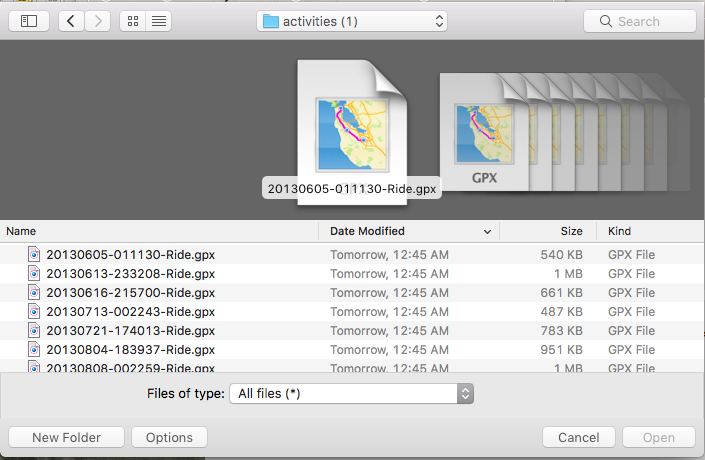 activities (1)
Search
20130605-011130-Ride.gpx
GPX
Name Date Modified Size Kind
20130605-011130-Ride.gpx Tomorrow, 12:45 AM 540 KB GPX File
20130613-233208-Ride.gpx Tomorrow, 12:45 AM 1 MB GPX File
20130616-215700-Ride.gpx Tomorrow, 12:45 AM 661 KB GPX File
20130713-002243-Ride.gpx Tomorrow, 12:45 AM 487 KB GPX File
20130721-174013-Ride.gpx Tomorrow, 12:45 AM 783 KB GPX File
20130804-183937-Ride.gpx Tomorrow, 12:45 AM 951 KB GPX File
20130808-002259-Ride.gpx Tomorrow, 12:45 AM 1 MB GPX File
Files of type: All files (*)
New Folder Options Cancel Open